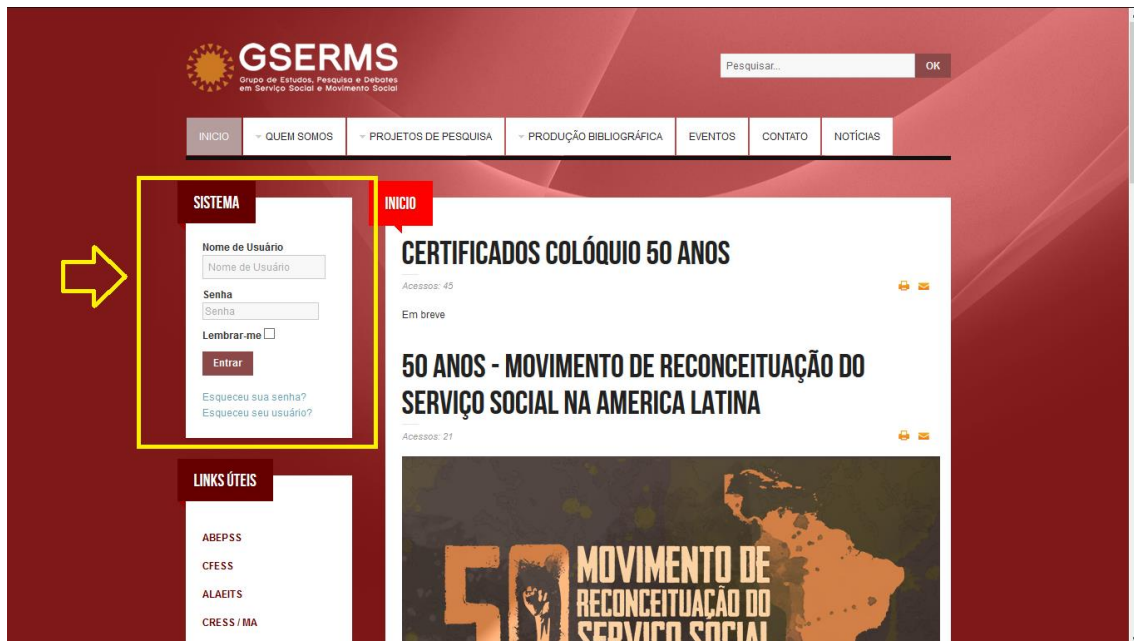 GSERMS
Grupo de Estudos, Pesquisa e Debates
em Serviço Social e Movimento Social
Pesquisar...
OK
INICIO
QUEM SOMOS
PROJETOS DE PESQUISA
PRODUÇÃO BIBLIOGRÁFICA
EVENTOS
CONTATO
NOTÍCIAS
SISTEMA
Nome de Usuário
Nome de Usuário
Senha
Senha
Lembrar-me
Entrar
Esqueceu sua senha?
Esqueceu seu usuário?
LINKS ÚTEIS
ABEPSS
CFESS
ALAEITS
CRESS / MA
INICIO
CERTIFICADOS COLÓQUIO 50 ANOS
Acessos: 45
Em breve
50 ANOS - MOVIMENTO DE RECONCEITUAÇÃO DO
SERVIÇO SOCIAL NA AMERICA LATINA
Acessos: 21
50
MOVIMENTO DE
RECONCEITUAÇÃO DO
SERVIÇO SOCIAL